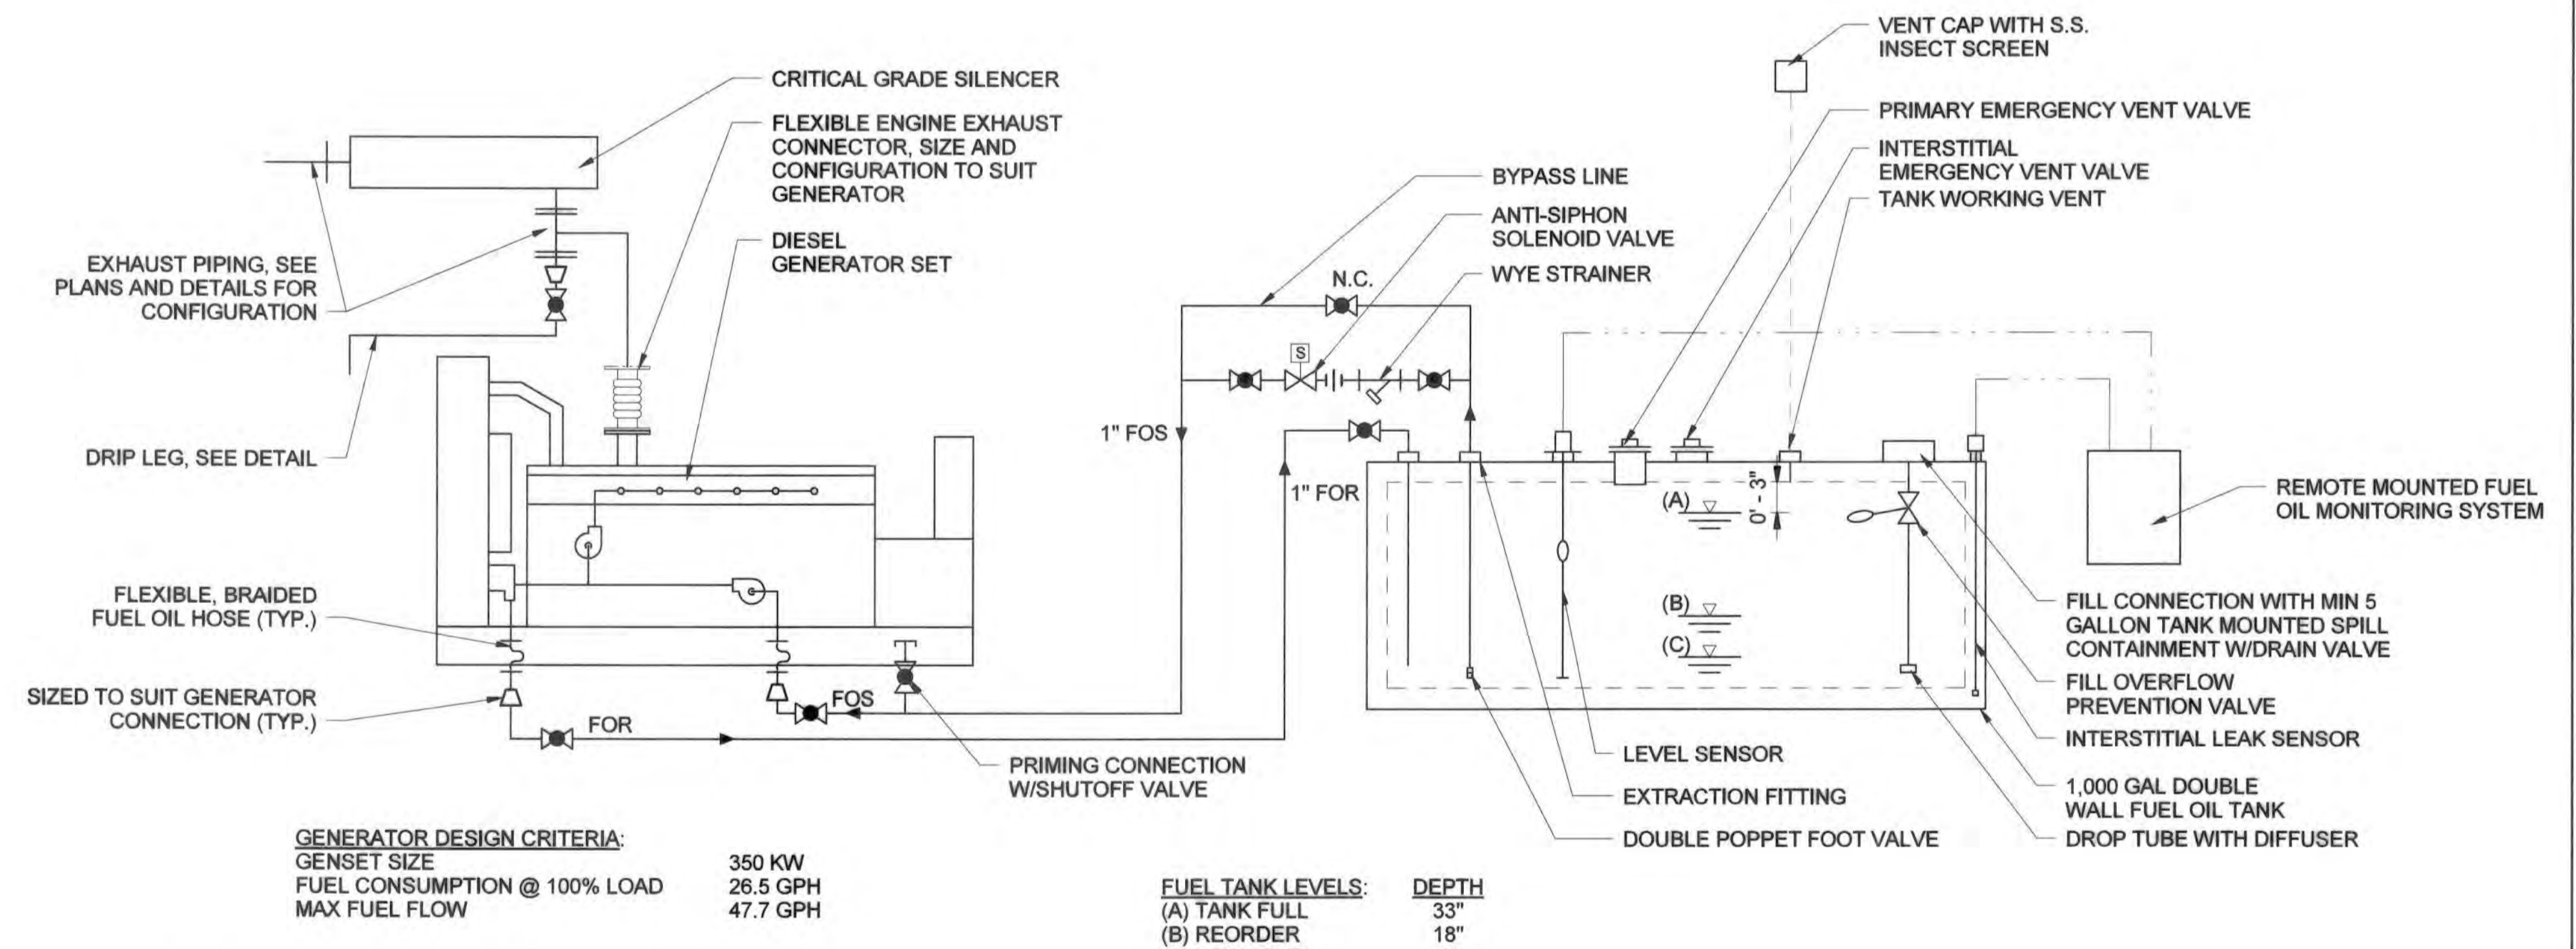 VENT CAP WITH S.S.
INSECT SCREEN
CRITICAL GRADE SILENCER
FLEXIBLE ENGINE EXHAUST
CONNECTOR, SIZE AND
CONFIGURATION TO SUIT
GENERATOR
DIESEL
GENERATOR SET
EXHAUST PIPING, SEE
PLANS AND DETAILS FOR
CONFIGURATION
DRIP LEG, SEE DETAIL
FLEXIBLE, BRAIDED
FUEL OIL HOSE (TYP.)
SIZED TO SUIT GENERATOR
CONNECTION (TYP.)
FOR
FOS
PRIMING CONNECTION
W/SHUTOFF VALVE
1" FOS
1" FOR
BYPASS LINE
ANTI-SIPHON
SOLENOID VALVE
WYE STRAINER
N.C.
S
PRIMARY EMERGENCY VENT VALVE
INTERSTITIAL
EMERGENCY VENT VALVE
TANK WORKING VENT
(A)
0' - 3"
(B)
(C)
REMOTE MOUNTED FUEL
OIL MONITORING SYSTEM
FILL CONNECTION WITH MIN 5
GALLON TANK MOUNTED SPILL
CONTAINMENT W/DRAIN VALVE
FILL OVERFLOW
PREVENTION VALVE
INTERSTITIAL LEAK SENSOR
1,000 GAL DOUBLE
WALL FUEL OIL TANK
DROP TUBE WITH DIFFUSER
LEVEL SENSOR
EXTRACTION FITTING
DOUBLE POPPET FOOT VALVE
GENERATOR DESIGN CRITERIA:
GENSET SIZE 350 KW
FUEL CONSUMPTION @ 100% LOAD 26.5 GPH
MAX FUEL FLOW 47.7 GPH
FUEL TANK LEVELS: DEPTH
(A) TANK FULL 33"
(B) REORDER 18"